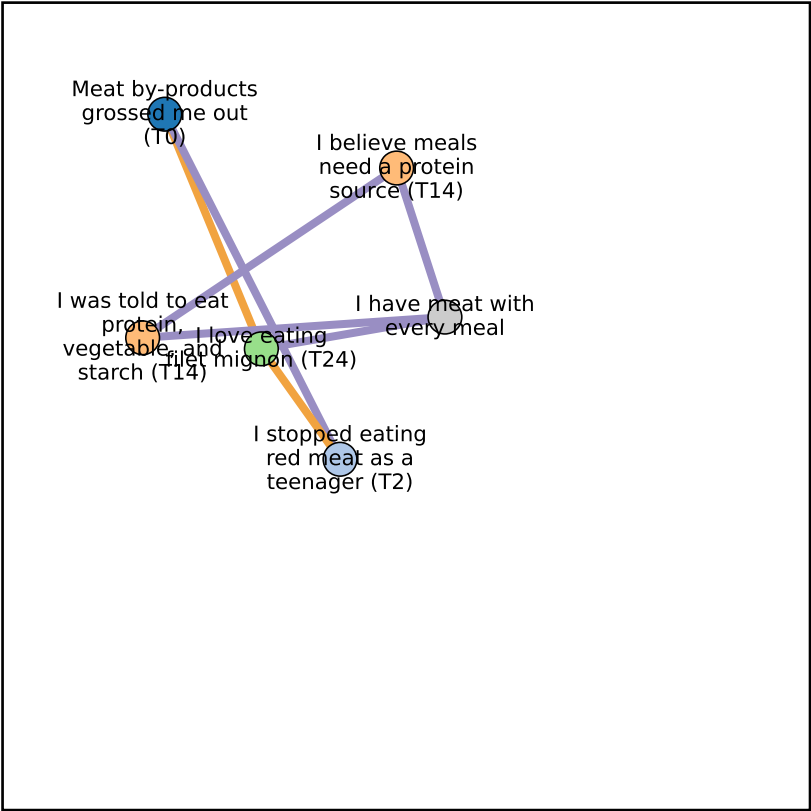 Meat by-products
grossed me out
(T0)
I believe meals
need a protein
source (T14)
I was told to eat
protein,
vegetable, and
starch (T14)
I love eating
filet mignon (T24)
I have meat with
every meal
I stopped eating
red meat as a
teenager (T2)